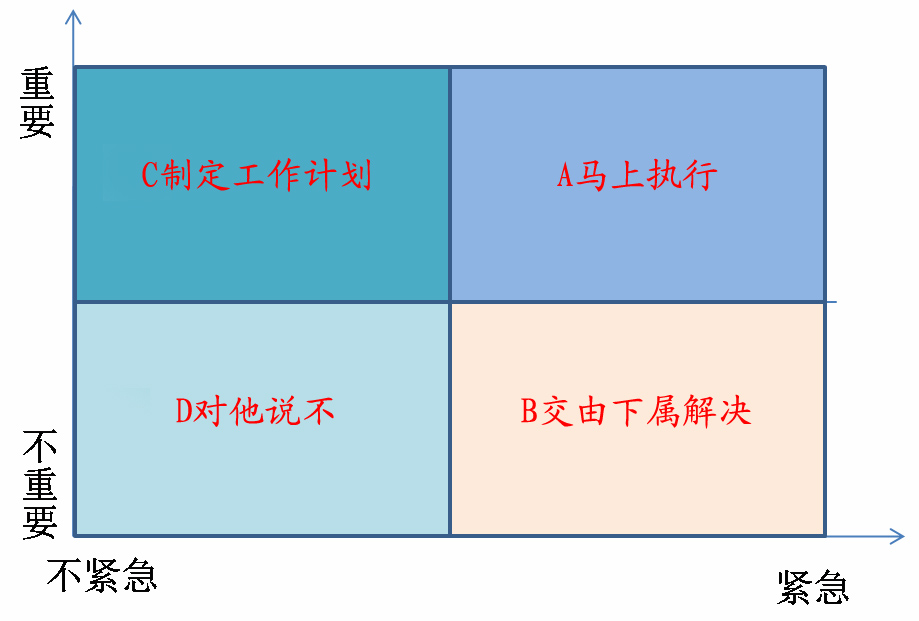 重要
C制定工作计划
A马上执行
D对他说不
B交由下属解决
不重要
不紧急
紧急